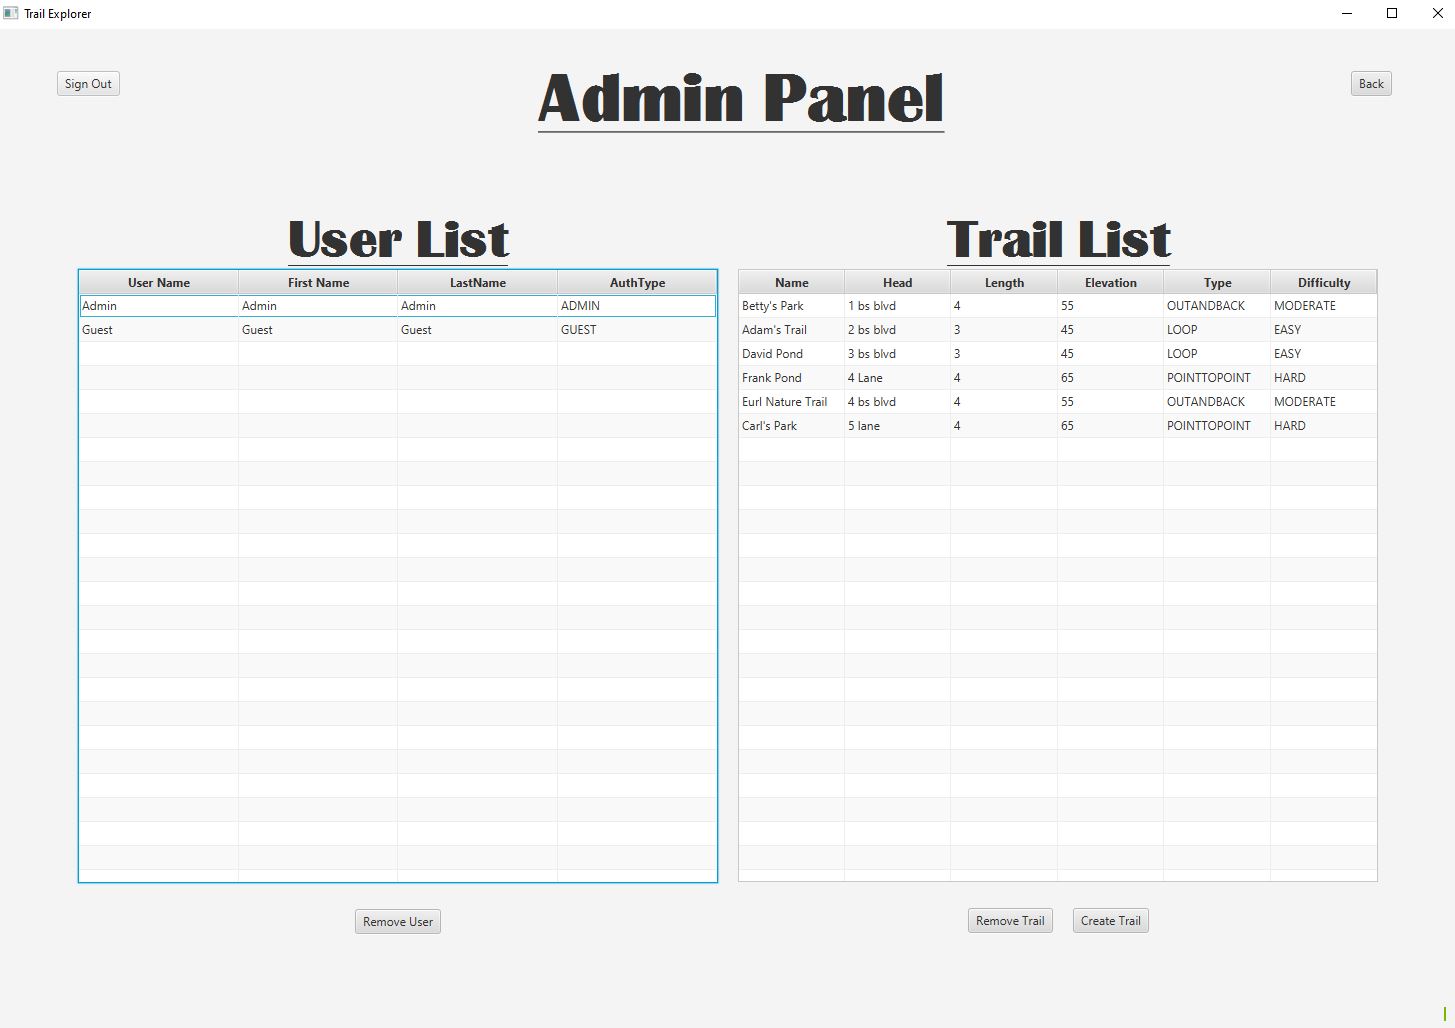 Trail Explorer
Sign Out
Admin Panel
Back
User List
User Name First Name LastName AuthType
Admin Admin Admin ADMIN
Guest Guest Guest GUEST
Remove User
Trail List
Name Head Length Elevation Type Difficulty
Betty's Park 1 bs blvd 4 55 OUTANDBACK MODERATE
Adam's Trail 2 bs blvd 3 45 LOOP EASY
David Pond 3 bs blvd 3 45 LOOP EASY
Frank Pond 4 Lane 4 65 POINTTOPOINT HARD
Eurl Nature Trail 4 bs blvd 4 55 OUTANDBACK MODERATE
Carl's Park 5 lane 4 65 POINTTOPOINT HARD
Remove Trail Create Trail